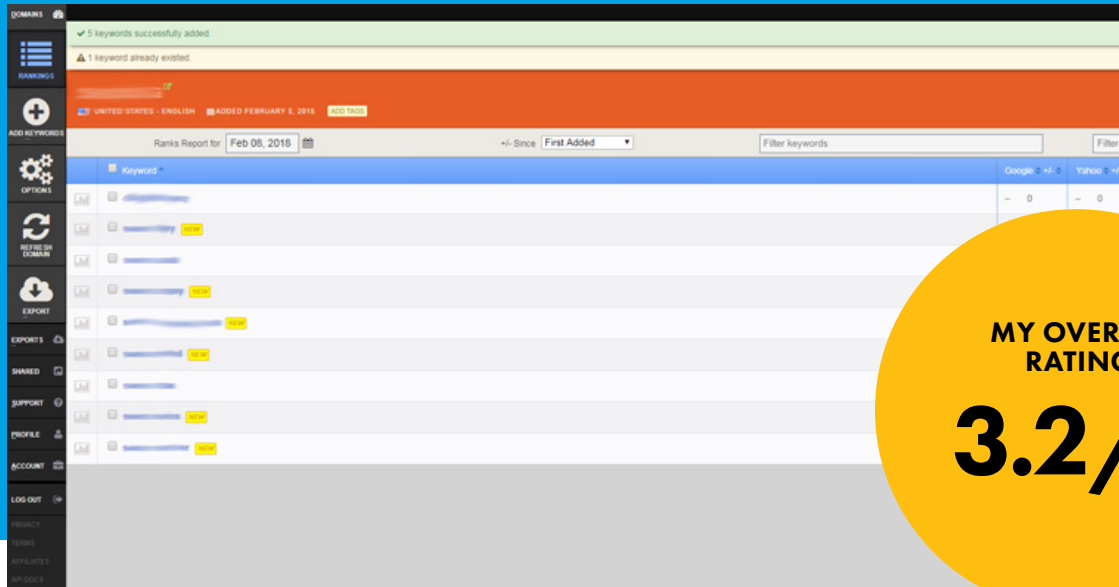 DOMAINS
✔ 5 keywords successfully added.
1 keyword already existed.
RANKINGS
UNITED STATES - ENGLISH ADDED FEBRUARY 8, 2018 ADD TAGS
ADD KEYWORDS
Ranks Report for Feb 08, 2018 +/- Since First Added Filter keywords Filter
Keyword Google +/- Yahoo +/
OPTIONS
– 0 – 0
NEW
REFRESH
DOMAIN
NEW
EXPORT
NEW
EXPORTS
NEW
SHARED
SUPPORT
NEW
PROFILE
NEW
ACCOUNT
LOG OUT
PRIVACY
TERMS
AFFILIATES
API DOCS
MY OVER
RATING
3.2/